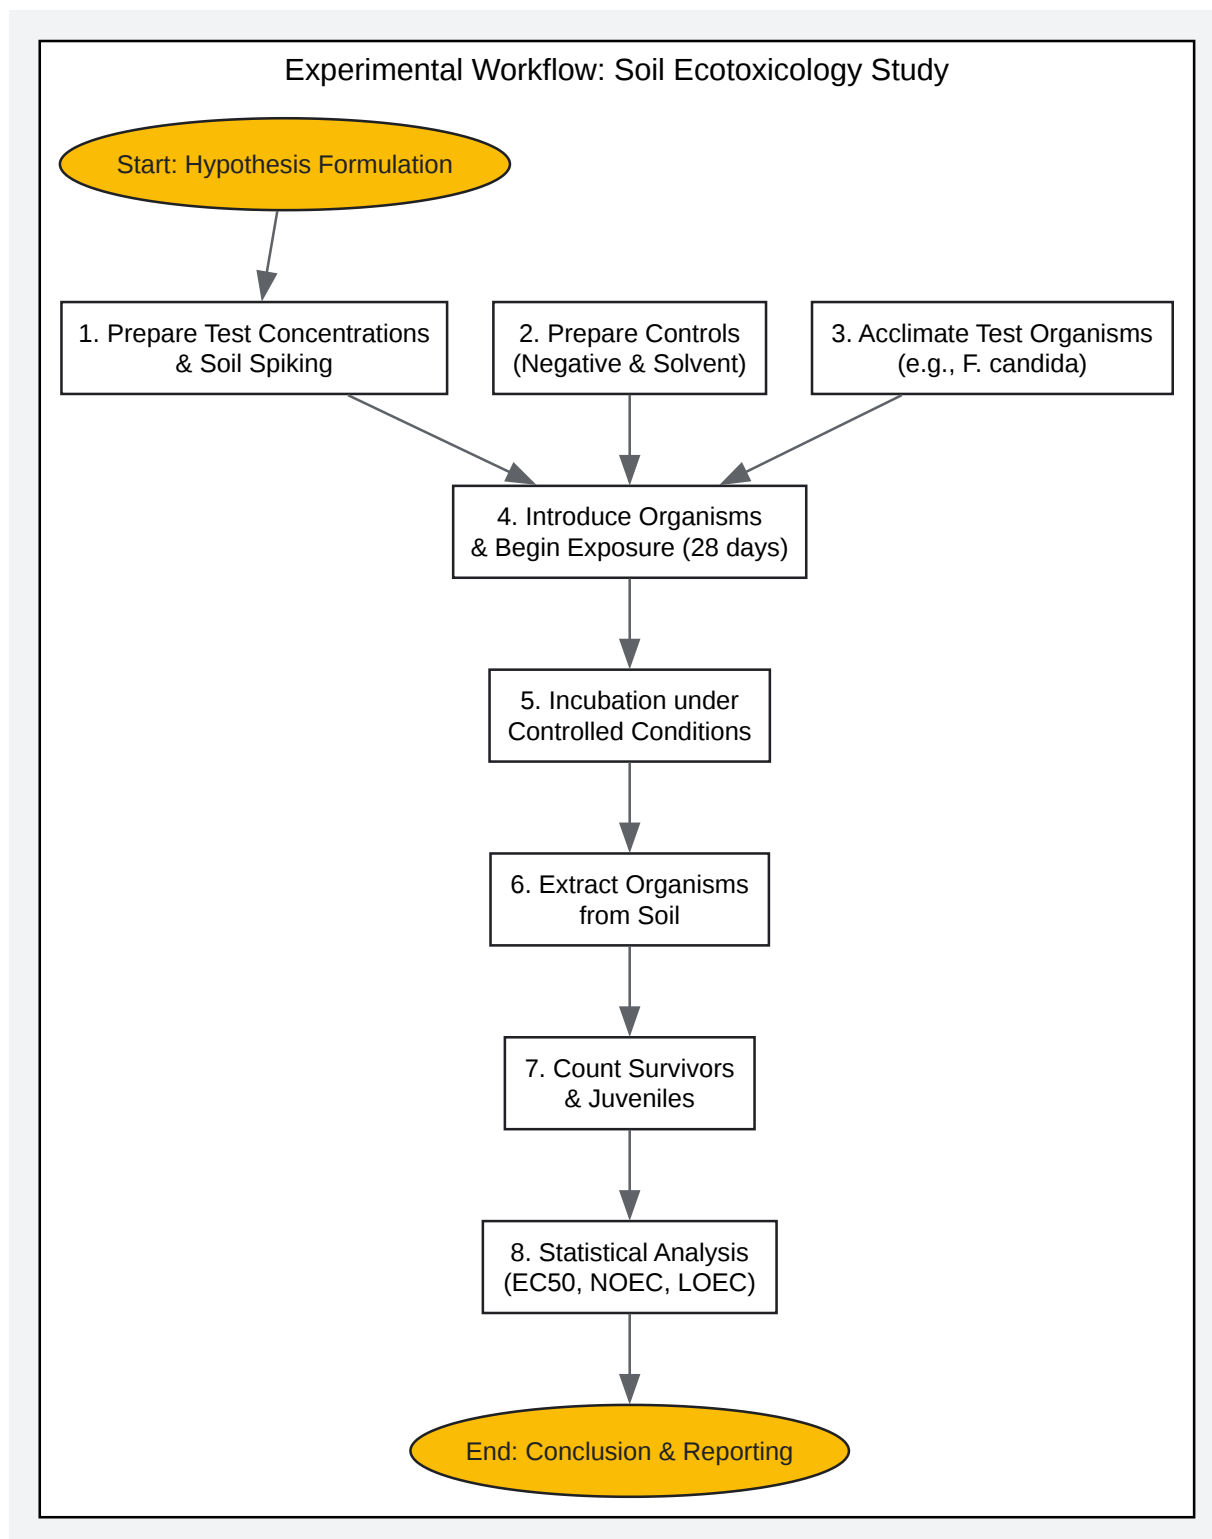 Experimental Workflow: Soil Ecotoxicology Study
Start: Hypothesis Formulation
1. Prepare Test Concentrations
& Soil Spiking
2. Prepare Controls
(Negative & Solvent)
3. Acclimate Test Organisms
(e.g., F. candida)
4. Introduce Organisms
& Begin Exposure (28 days)
5. Incubation under
Controlled Conditions
6. Extract Organisms
from Soil
7. Count Survivors
& Juveniles
8. Statistical Analysis
(EC50, NOEC, LOEC)
End: Conclusion & Reporting